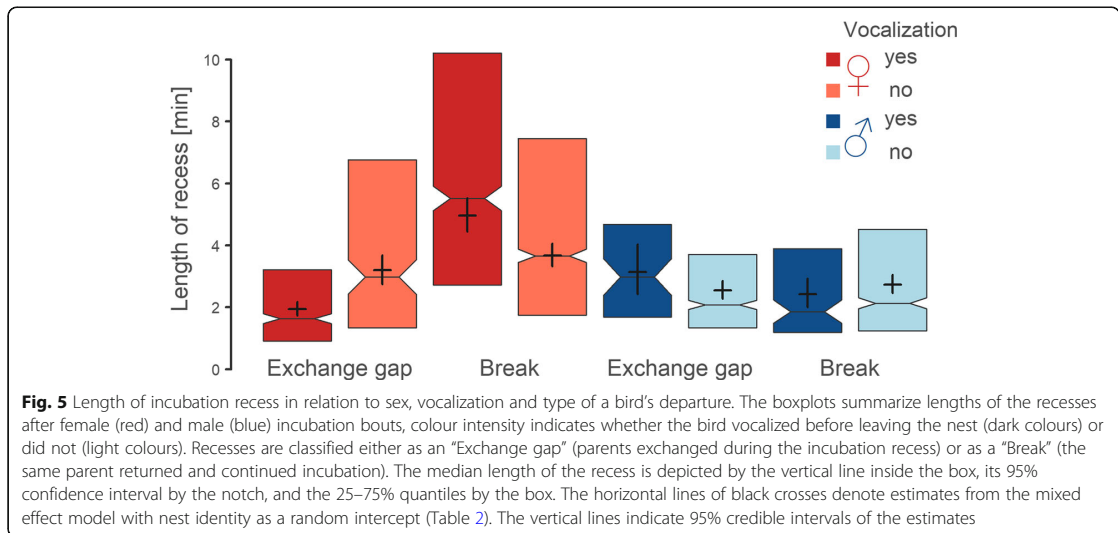 Vocalization
yes
no
yes
no
Length of recess [min]
10
8
6
4
2
0
Exchange gap Break Exchange gap Break
Fig. 5 Length of incubation recess in relation to sex, vocalization and type of a bird's departure. The boxplots summarize lengths of the recesses
after female (red) and male (blue) incubation bouts, colour intensity indicates whether the bird vocalized before leaving the nest (dark colours) or
did not (light colours). Recesses are classified either as an “Exchange gap” (parents exchanged during the incubation recess) or as a “Break” (the
same parent returned and continued incubation). The median length of the recess is depicted by the vertical line inside the box, its 95%
confidence interval by the notch, and the 25–75% quantiles by the box. The horizontal lines of black crosses denote estimates from the mixed
effect model with nest identity as a random intercept (Table 2). The vertical lines indicate 95% credible intervals of the estimates